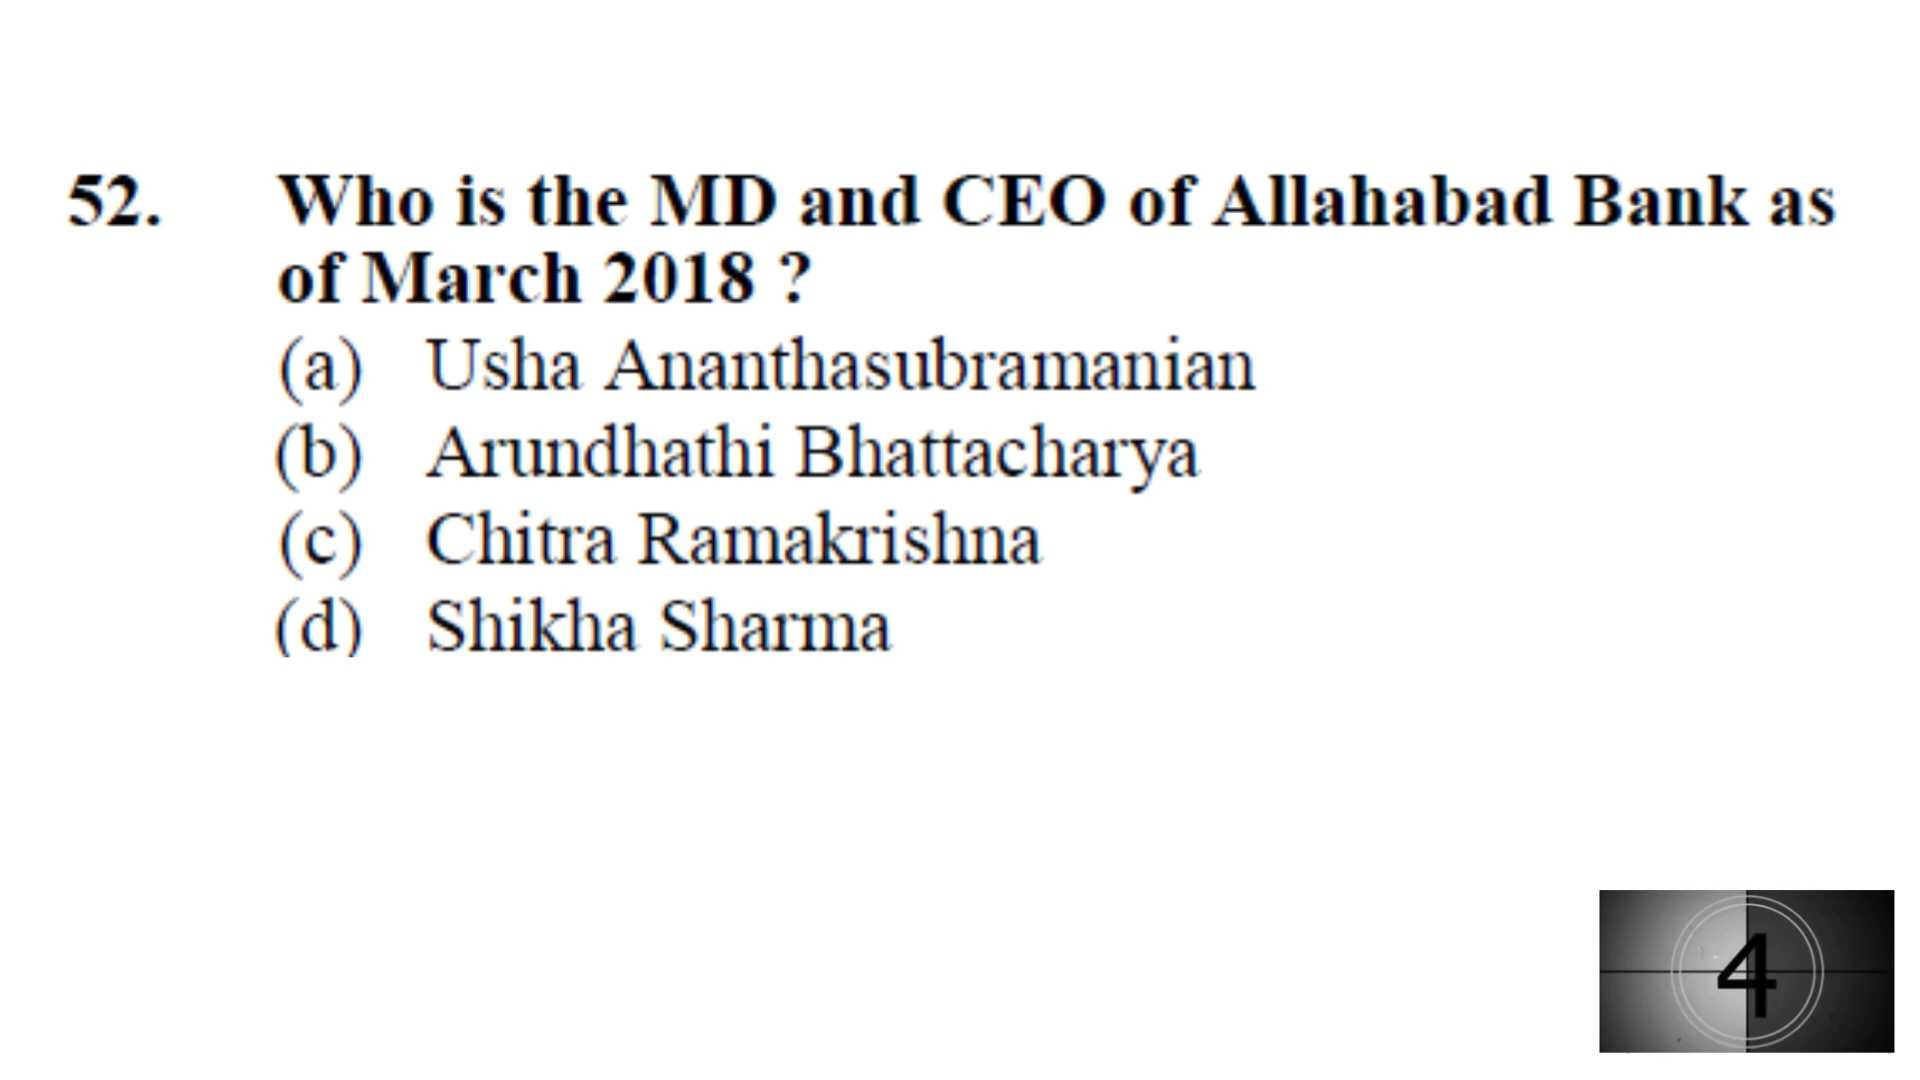 52. Who is the MD and CEO of Allahabad Bank as
of March 2018 ?
(a) Usha Ananthasubramanian
(b) Arundhathi Bhattacharya
(c) Chitra Ramakrishna
(d) Shikha Sharma
4